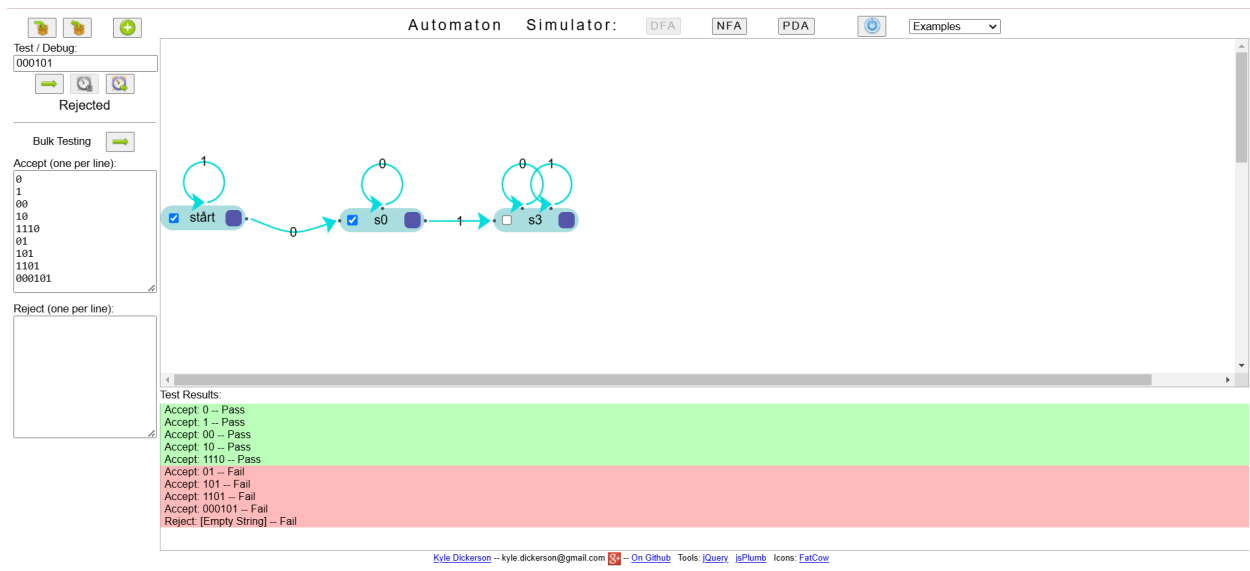 Automaton Simulator: DFA NFA PDA Examples
Test / Debug:
000101
Rejected
Bulk Testing
Accept (one per line):
0
1
00
10
1110
01
101
1101
000101
Reject (one per line):
1 0 0 1
stårt s0 s3
0 1
Test Results:
Accept: 0 -- Pass
Accept: 1 -- Pass
Accept: 00 -- Pass
Accept: 10 -- Pass
Accept: 1110 -- Pass
Accept: 01 -- Fail
Accept: 101 -- Fail
Accept: 1101 -- Fail
Accept: 000101 -- Fail
Reject: [Empty String] -- Fail
Kyle Dickerson -- kyle.dickerson@gmail.com g+ -- On Github Tools: jQuery jsPlumb Icons: FatCow